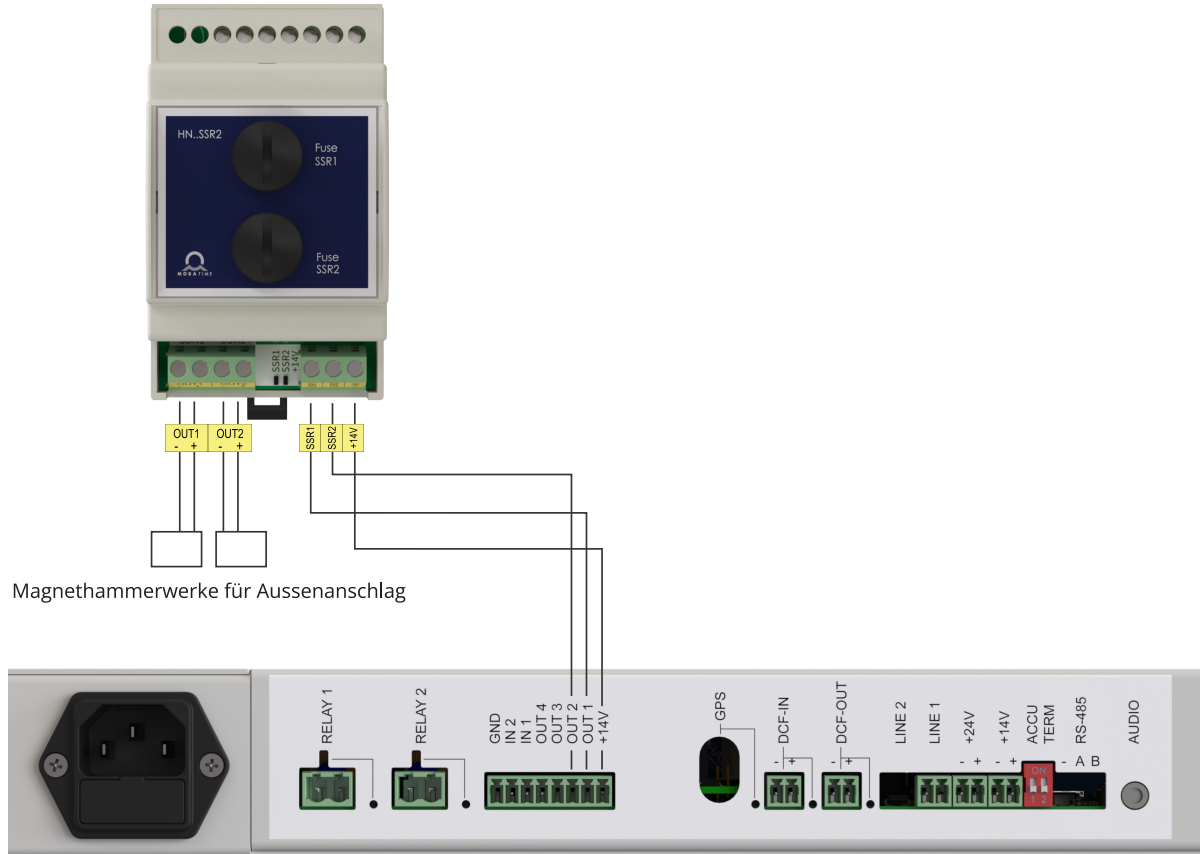 HN..SSR2
Fuse
SSR1
Fuse
SSR2
MOBATIME
SSR1
SSR2
+14V
OUT1
- +
OUT2
- +
SSR1
SSR2
+14V
Magnethammerwerke für Aussenanschlag
RELAY 1
RELAY 2
GND
IN 2
IN 1
OUT 4
OUT 3
OUT 2
OUT 1
+14V
GPS
DCF-IN
- +
DCF-OUT
- +
LINE 2
LINE 1
+24V
- +
+14V
- +
ACCU
TERM
ON
1 2
RS-485
- A B
AUDIO